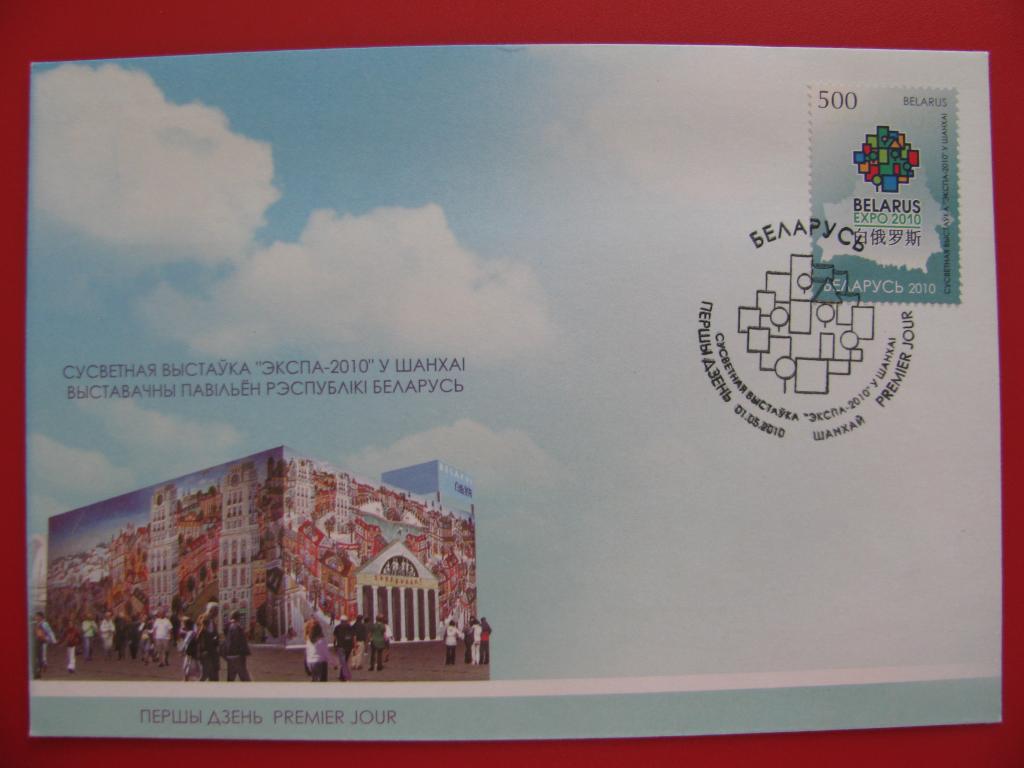 500 BELARUS
BELARUS
EXPO 2010
白俄罗斯
СУСВЕТНАЯ ВЫСТАЎКА "ЭКСПА-2010" У ШАНХАІ
БЕЛАРУСЬ 2010
БЕЛАРУСЬ
ПЕРШЫ ДЗЕНЬ 01.05.2010 ШАНХАЙ PREMIER JOUR
СУСВЕТНАЯ ВЫСТАЎКА "ЭКСПА-2010" У ШАНХАІ
СУСВЕТНАЯ ВЫСТАЎКА "ЭКСПА-2010" У ШАНХАІ
ВЫСТАВАЧНЫ ПАВІЛЬЁН РЭСПУБЛІКІ БЕЛАРУСЬ
ПЕРШЫ ДЗЕНЬ PREMIER JOUR